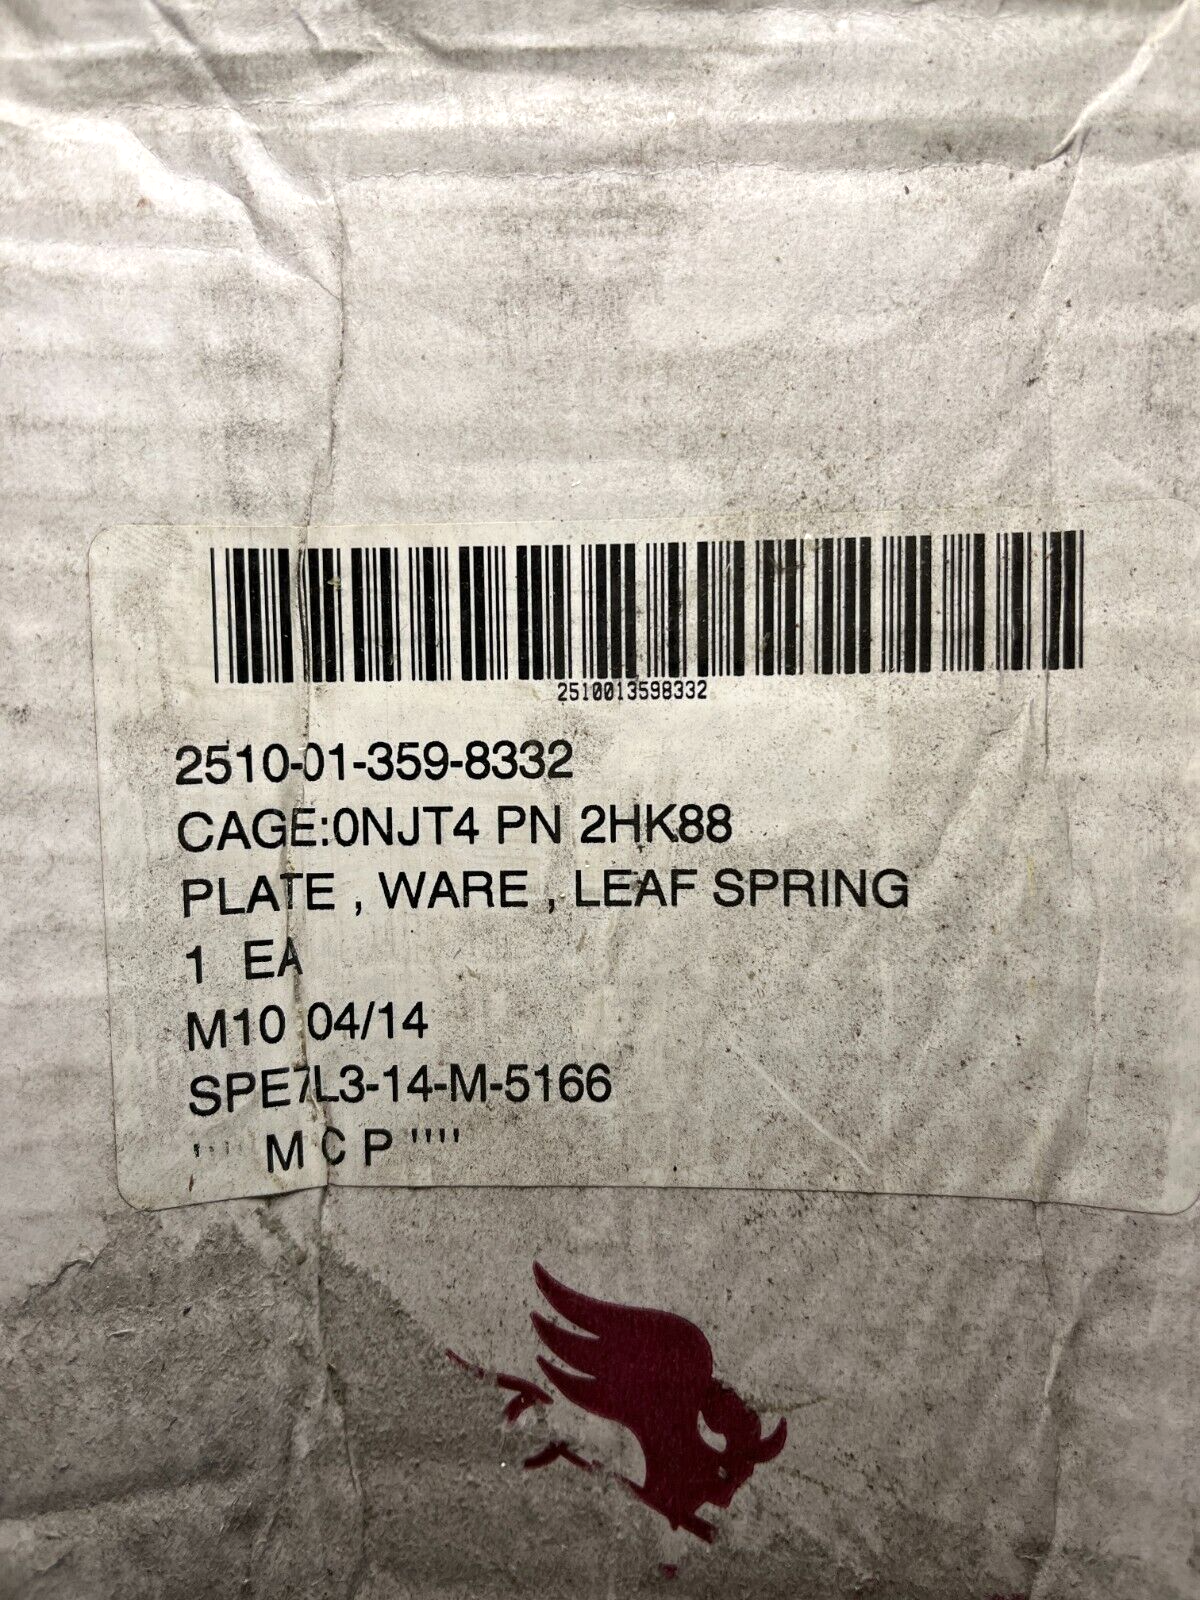 2510013598332
2510-01-359-8332
CAGE:0NJT4 PN 2HK88
PLATE , WARE , LEAF SPRING
1 EA
M10 04/14
SPE7L3-14-M-5166
'''' M C P ''''